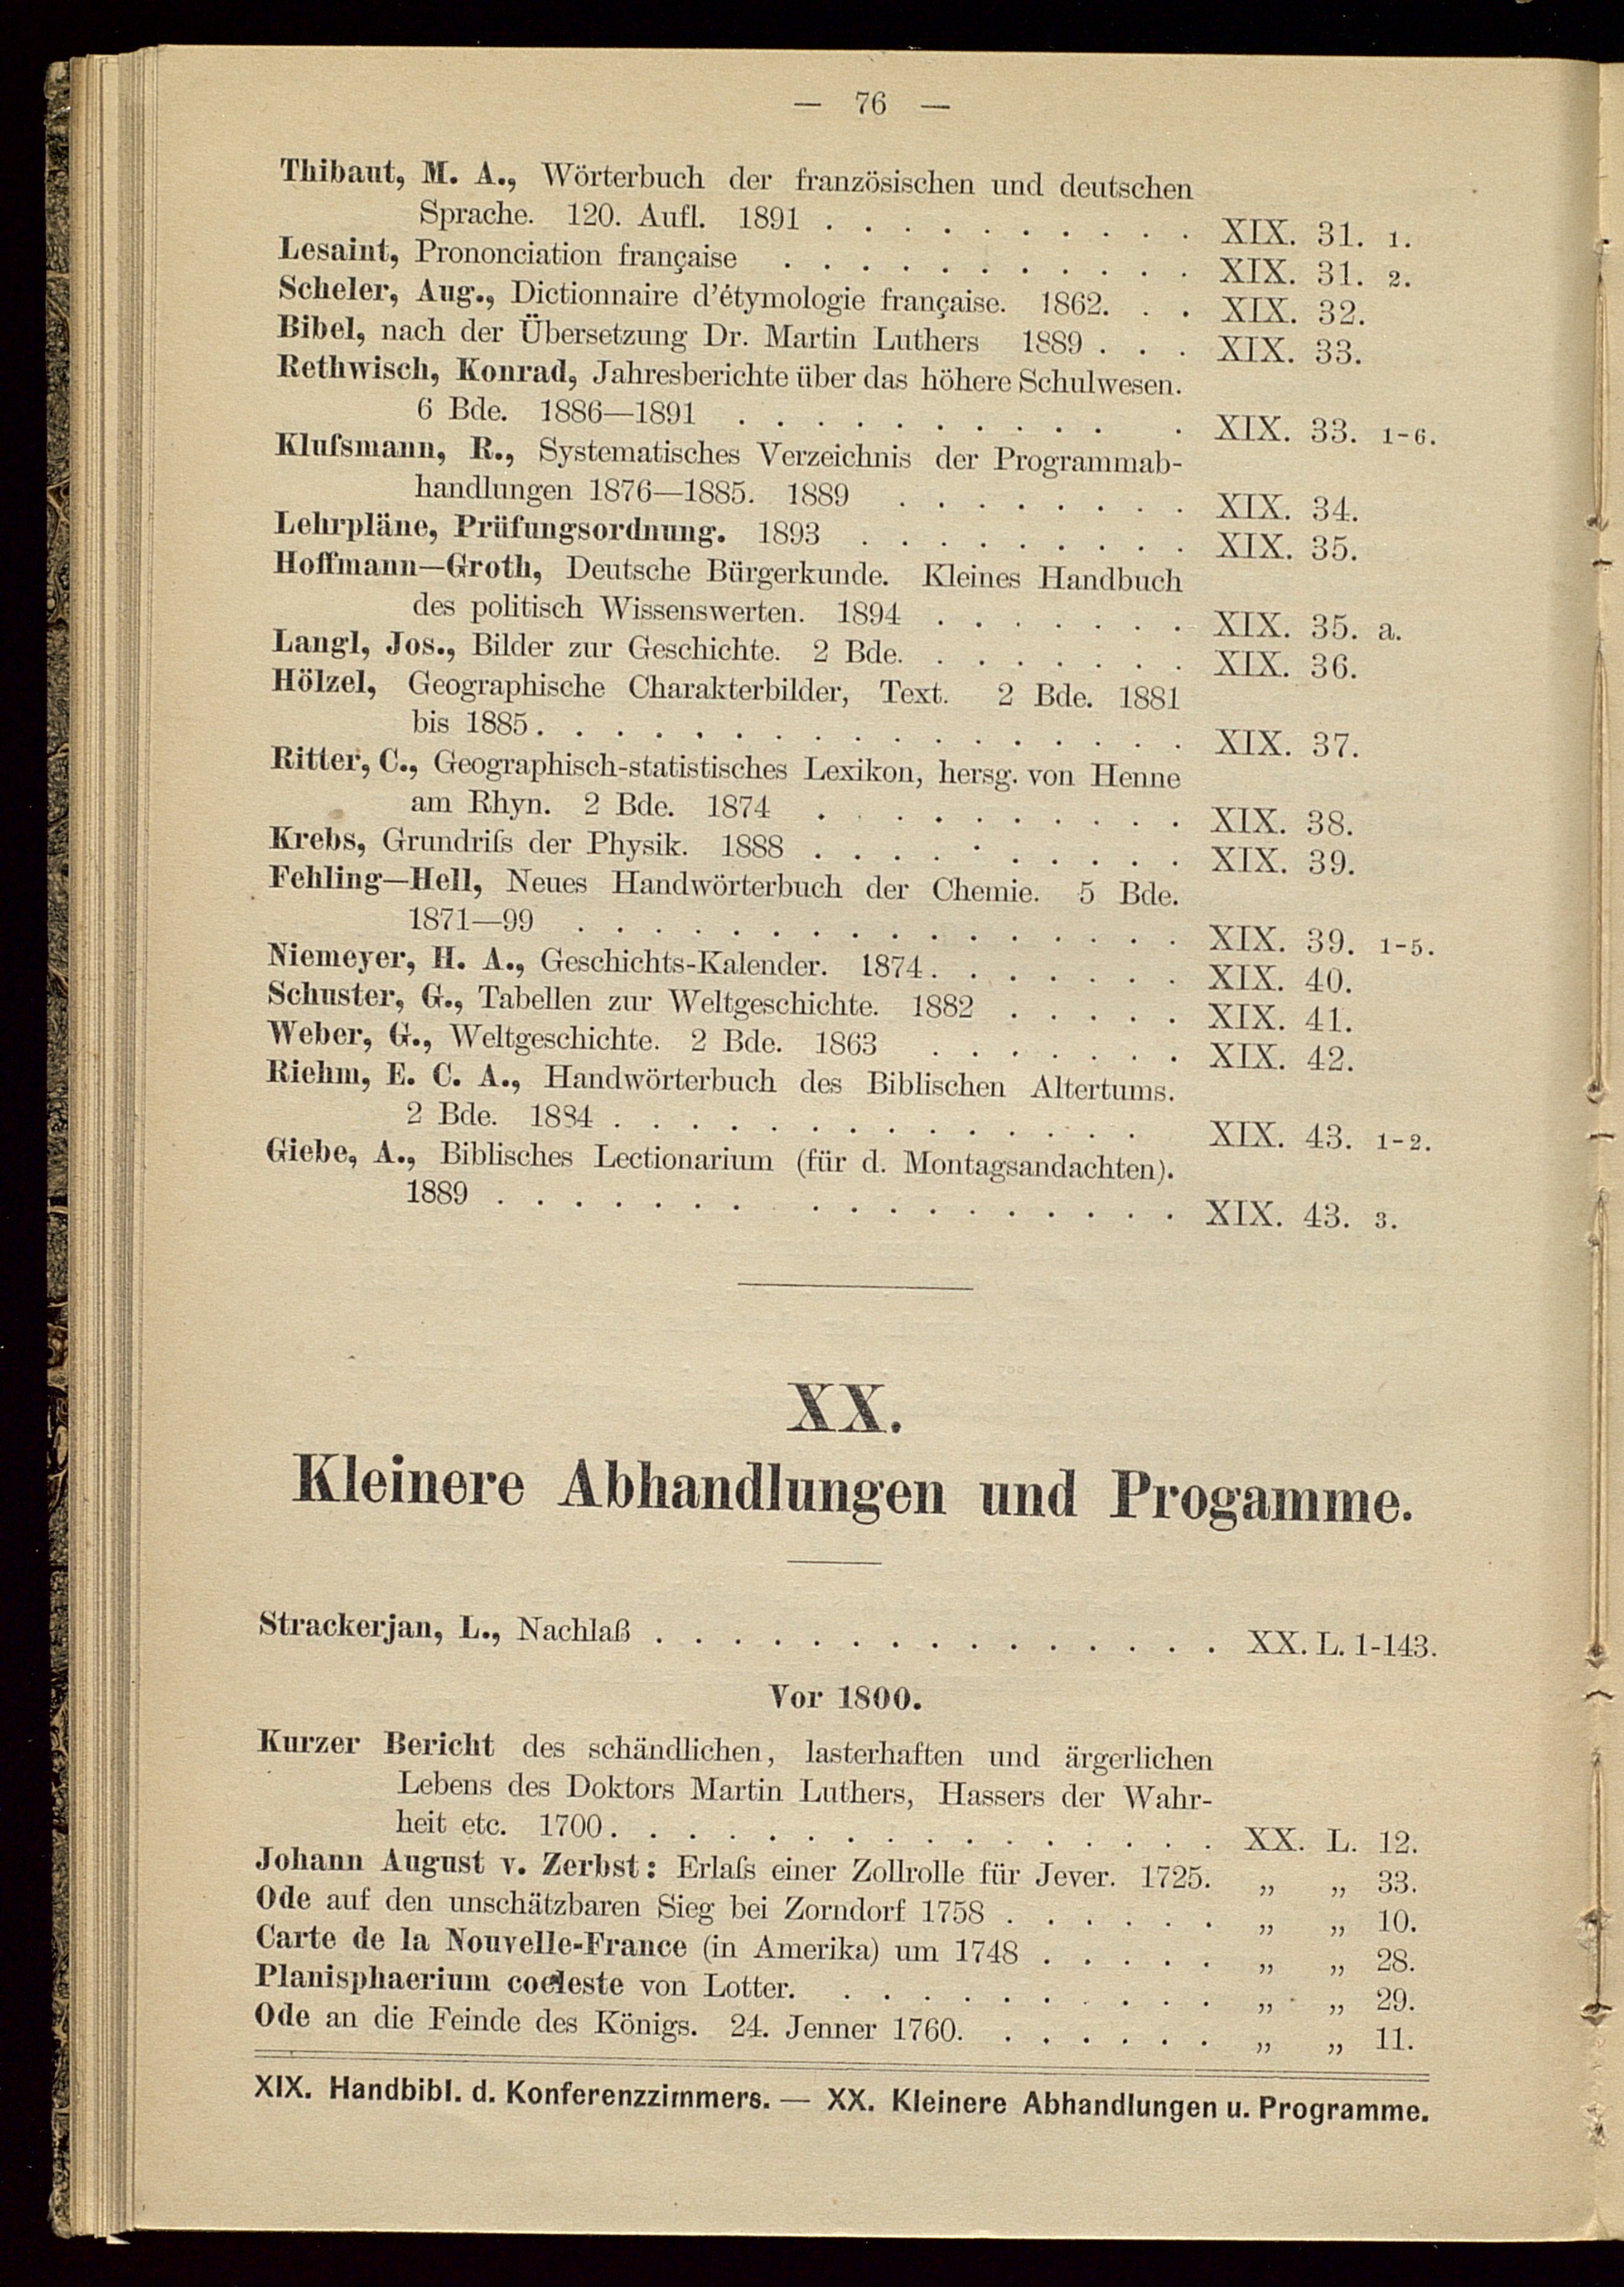 — 76 —
Thibaut, M. A., Wörterbuch der französischen und deutschen
Sprache. 120. Aufl. 1891 . . . . . . . . . . XIX. 31. 1.
Lesaint, Prononciation française . . . . . . . . . . . XIX. 31. 2.
Scheler, Aug., Dictionnaire d'étymologie française. 1862. . . XIX. 32.
Bibel, nach der Übersetzung Dr. Martin Luthers 1889 . . . XIX. 33.
Rethwisch, Konrad, Jahresberichte über das höhere Schulwesen.
6 Bde. 1886—1891 . . . . . . . . . . . XIX. 33. 1-6.
Klufsmann, R., Systematisches Verzeichnis der Programmab-
handlungen 1876—1885. 1889 . . . . . . . . XIX. 34.
Lehrpläne, Prüfungsordnung. 1893 . . . . . . . . . XIX. 35.
Hoffmann—Groth, Deutsche Bürgerkunde. Kleines Handbuch
des politisch Wissenswerten. 1894 . . . . . . . XIX. 35. a.
Langl, Jos., Bilder zur Geschichte. 2 Bde. . . . . . . . XIX. 36.
Hölzel, Geographische Charakterbilder, Text. 2 Bde. 1881
bis 1885. . . . . . . . . . . . . . . . . XIX. 37.
Ritter, C., Geographisch-statistisches Lexikon, hersg. von Henne
am Rhyn. 2 Bde. 1874 . . . . . . . . . . XIX. 38.
Krebs, Grundriſs der Physik. 1888 . . . . . . . . . . XIX. 39.
Fehling—Hell, Neues Handwörterbuch der Chemie. 5 Bde.
1871—99 . . . . . . . . . . . . . . . . XIX. 39. 1-5.
Niemeyer, H. A., Geschichts-Kalender. 1874. . . . . . . XIX. 40.
Schuster, G., Tabellen zur Weltgeschichte. 1882 . . . . . XIX. 41.
Weber, G., Weltgeschichte. 2 Bde. 1863 . . . . . . . XIX. 42.
Riehm, E. C. A., Handwörterbuch des Biblischen Altertums.
2 Bde. 1884 . . . . . . . . . . . . . . XIX. 43. 1-2.
Giebe, A., Biblisches Lectionarium (für d. Montagsandachten).
1889 . . . . . . . . . . . . . . . . . XIX. 43. 3.
XX.
Kleinere Abhandlungen und Progamme.
Strackerjan, L., Nachlaß . . . . . . . . . . . . . . . XX. L. 1-143.
Vor 1800.
Kurzer Bericht des schändlichen, lasterhaften und ärgerlichen
Lebens des Doktors Martin Luthers, Hassers der Wahr-
heit etc. 1700. . . . . . . . . . . . . . . . XX. L. 12.
Johann August v. Zerbst: Erlaſs einer Zollrolle für Jever. 1725. „ „ 33.
Ode auf den unschätzbaren Sieg bei Zorndorf 1758 . . . . . . „ „ 10.
Carte de la Nouvelle-France (in Amerika) um 1748 . . . . . „ „ 28.
Planisphaerium coeleste von Lotter. . . . . . . . . . . „ „ 29.
Ode an die Feinde des Königs. 24. Jenner 1760. . . . . . . „ „ 11.
XIX. Handbibl. d. Konferenzzimmers. — XX. Kleinere Abhandlungen u. Programme.